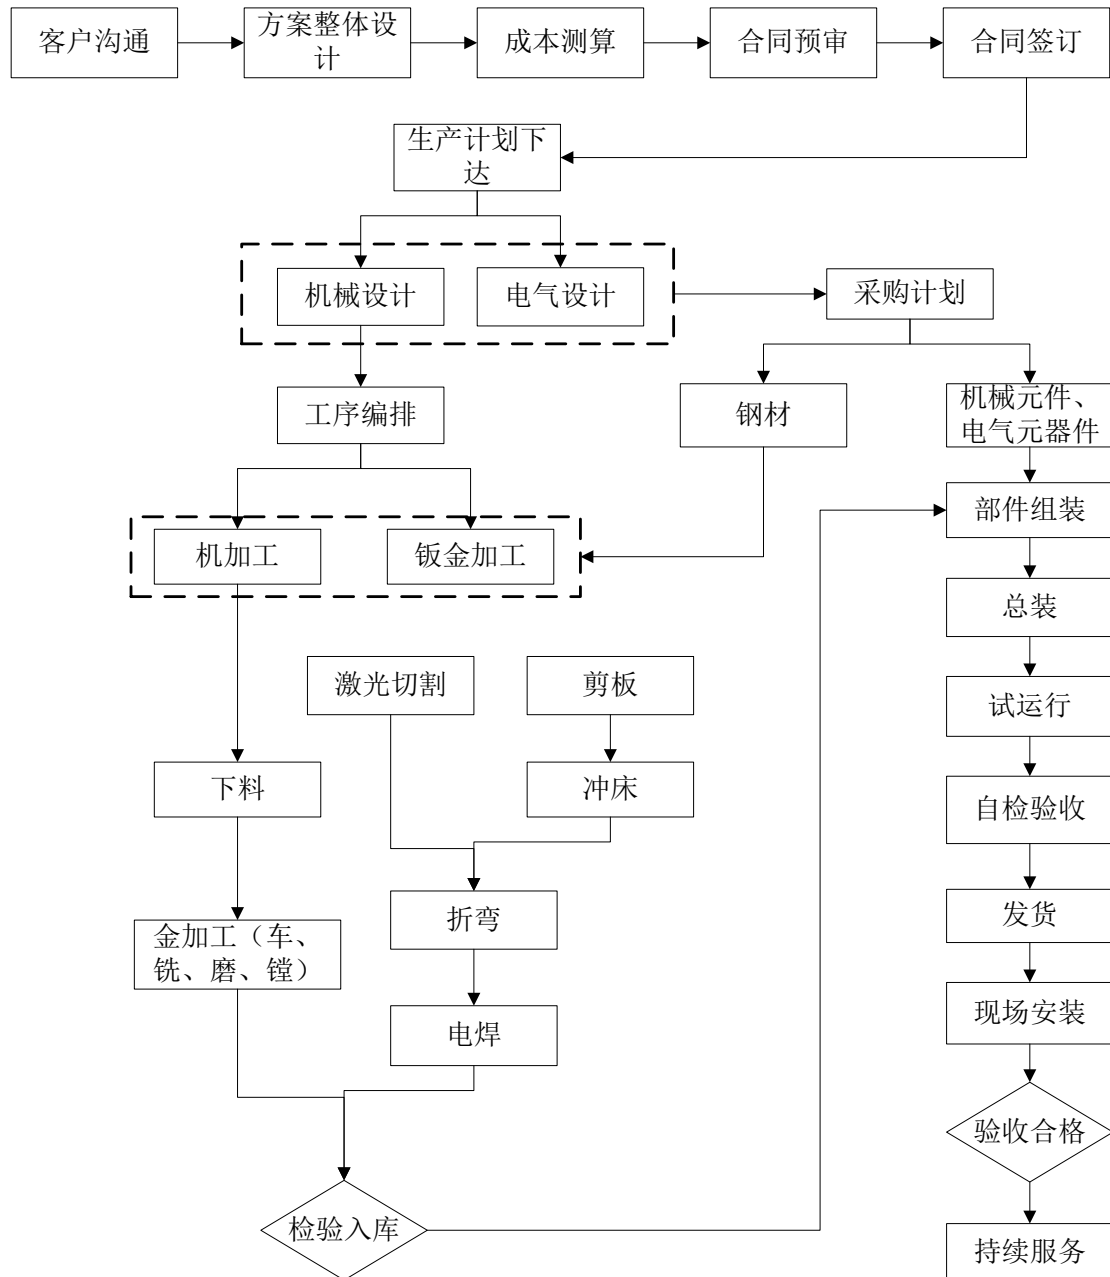 客户沟通
方案整体设
计
成本测算
合同预审
合同签订
生产计划下
达
机械设计
电气设计
采购计划
工序编排
钢材
机械元件、
电气元器件
部件组装
机加工
钣金加工
总装
激光切割
剪板
试运行
下料
冲床
自检验收
折弯
发货
金加工（车、
铣、磨、镗）
电焊
现场安装
验收合格
检验入库
持续服务